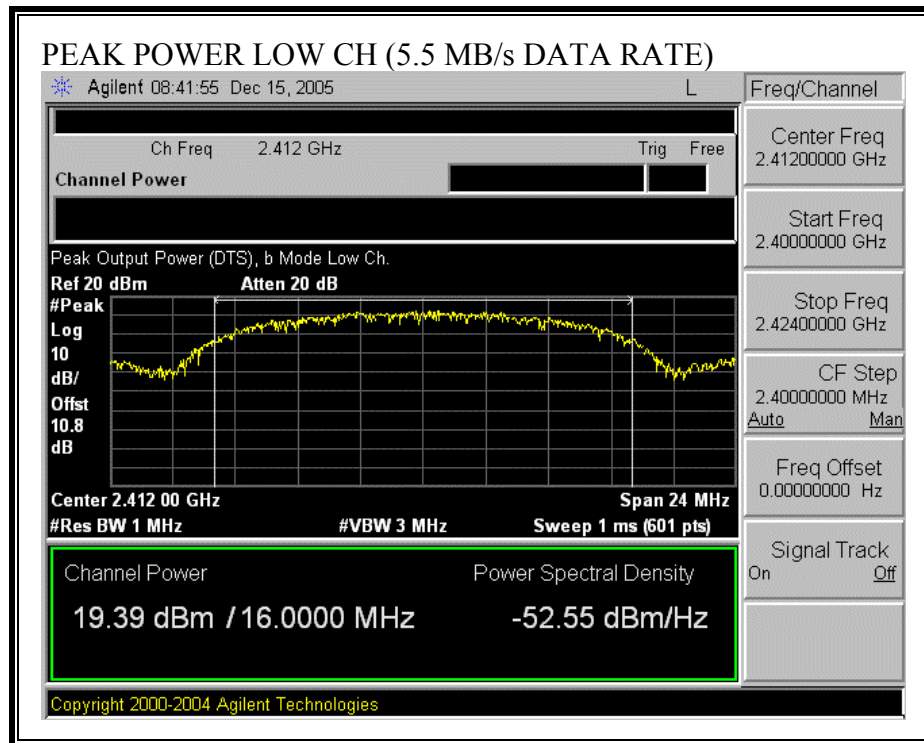 PEAK POWER LOW CH (5.5 MB/s DATA RATE)
Agilent 08:41:55 Dec 15, 2005 L
Freq/Channel
Ch Freq 2.412 GHz Trig Free
Channel Power
Center Freq
2.41200000 GHz
Start Freq
2.40000000 GHz
Stop Freq
2.42400000 GHz
CF Step
2.40000000 MHz
Auto Man
Freq Offset
0.00000000 Hz
Signal Track
On Off
Peak Output Power (DTS), b Mode Low Ch.
Ref 20 dBm Atten 20 dB
#Peak
Log
10
dB/
Offst
10.8
dB
Center 2.412 00 GHz Span 24 MHz
#Res BW 1 MHz #VBW 3 MHz Sweep 1 ms (601 pts)
Channel Power Power Spectral Density
19.39 dBm / 16.0000 MHz -52.55 dBm/Hz
Copyright 2000-2004 Agilent Technologies